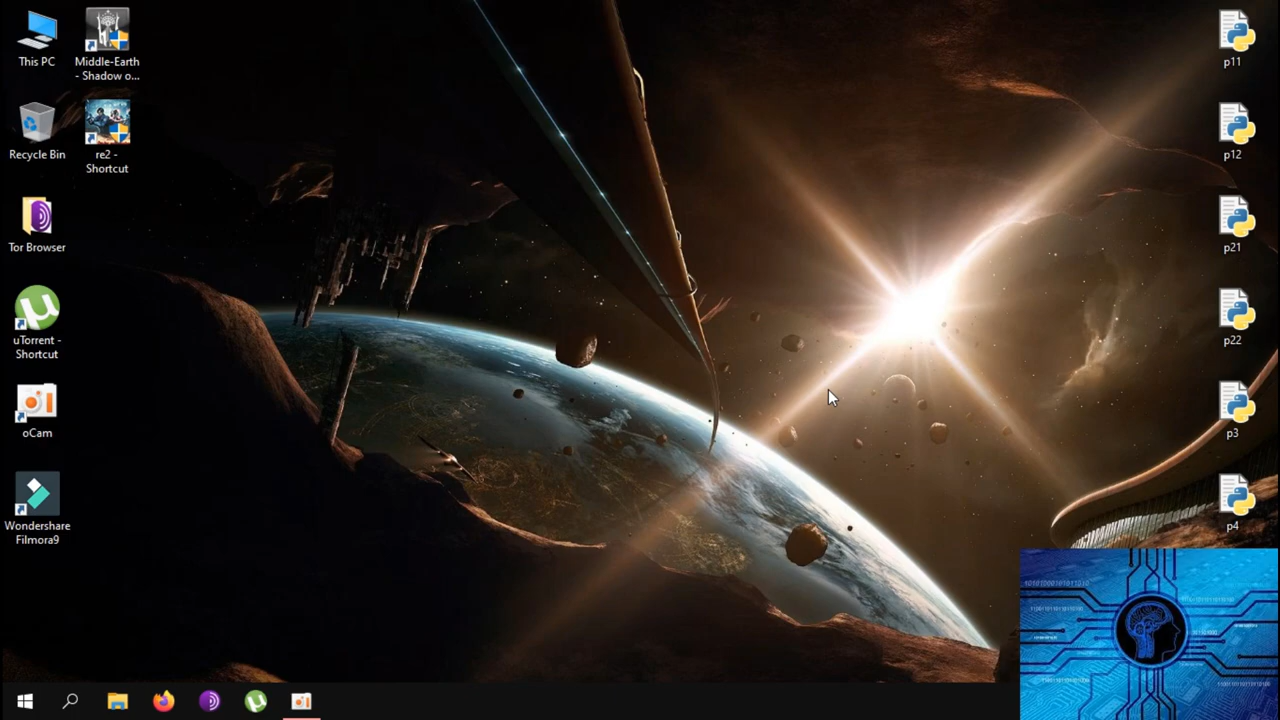 This PC
Middle-Earth
- Shadow o...
Recycle Bin
re2 -
Shortcut
Tor Browser
uTorrent -
Shortcut
oCam
Wondershare
Filmora9
p11
p12
p21
p22
p3
p4